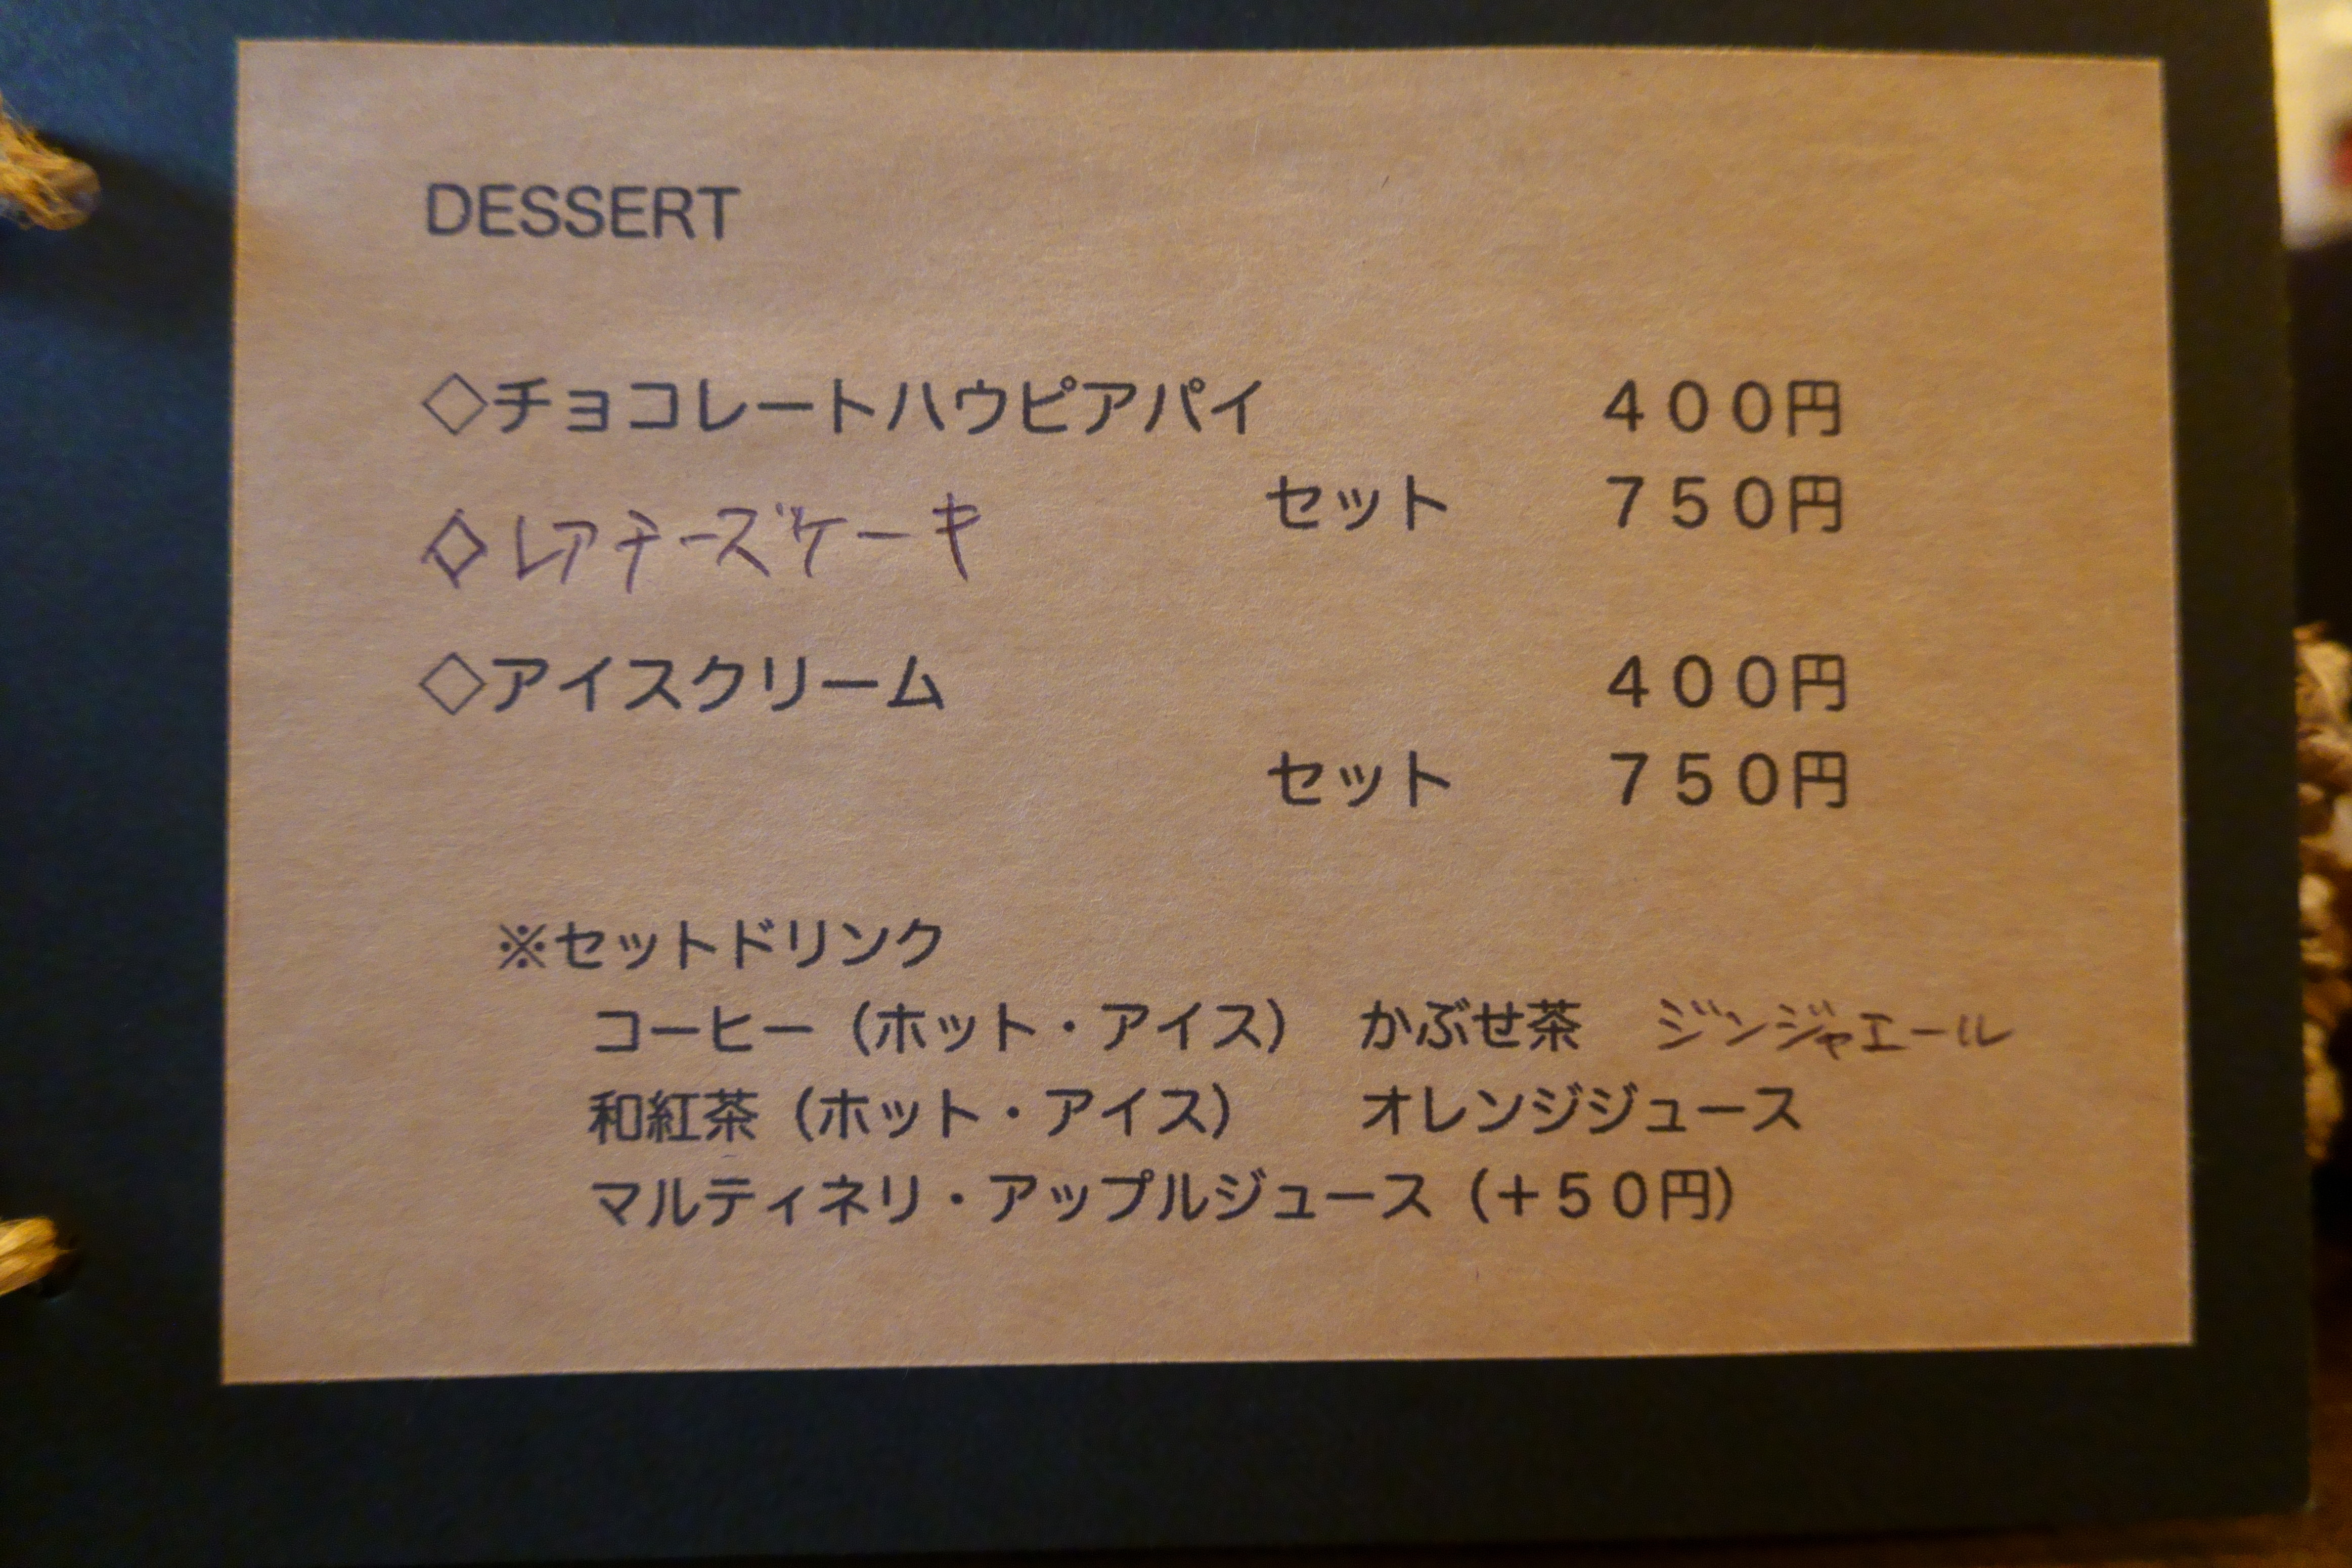 DESSERT
◇チョコレートハウピアパイ ４００円
セット ７５０円
◇レアチーズケーキ
◇アイスクリーム ４００円
セット ７５０円
※セットドリンク
コーヒー（ホット・アイス） かぶせ茶 ジンジャエール
和紅茶（ホット・アイス） オレンジジュース
マルティネリ・アップルジュース（＋５０円）